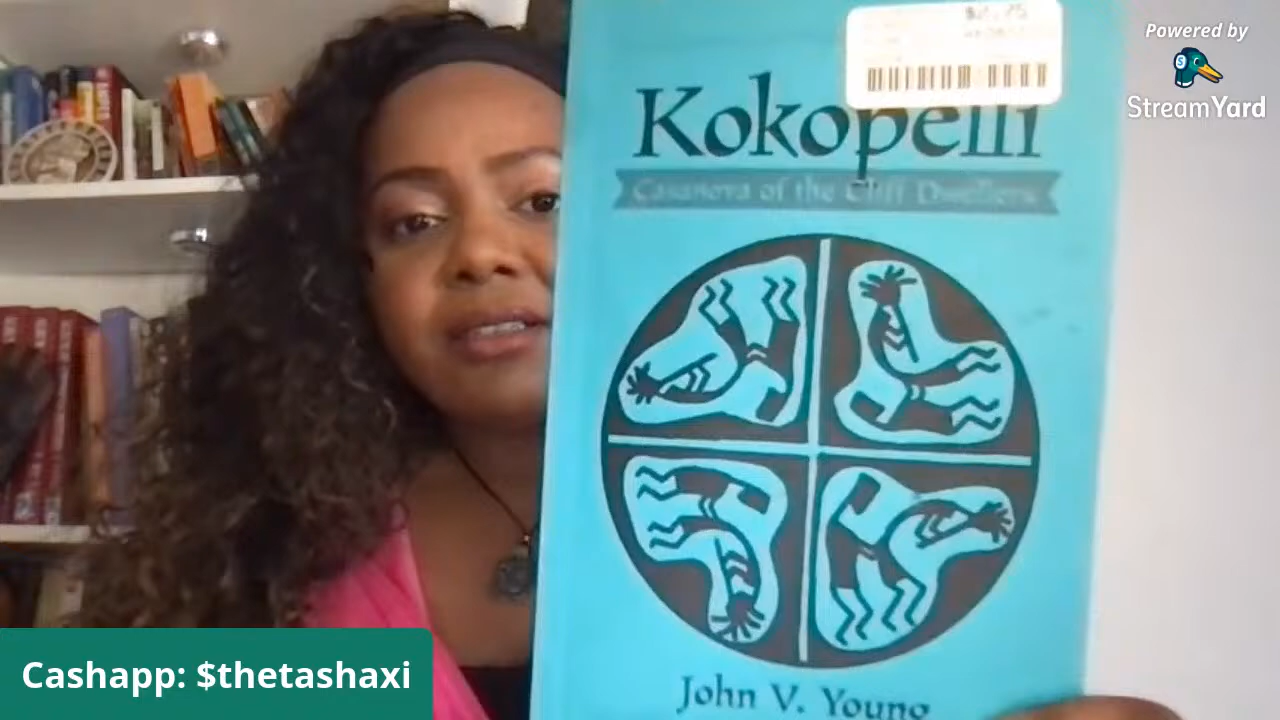 Powered by
StreamYard
Kokopelli
Casanova of the Cliff Dwellers
John V. Young
Cashapp: $thetashaxi